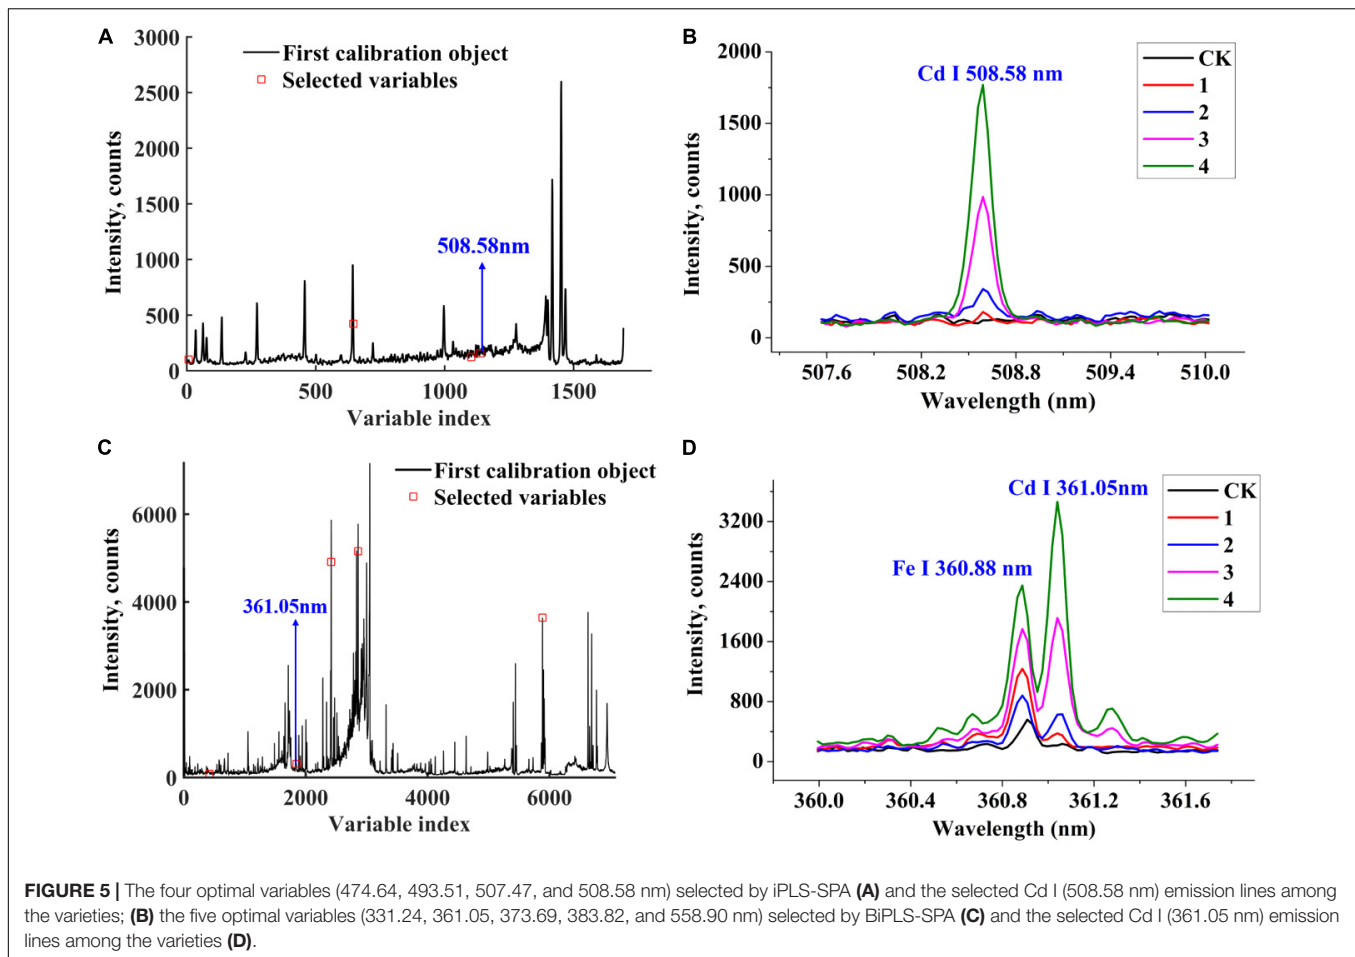 A
3000
2500
2000
1500
1000
500
0
Intensity, counts
First calibration object
Selected variables
508.58nm
0 500 1000 1500
Variable index
B
2000
1500
1000
500
0
Intensity, counts
Cd I 508.58 nm
CK
1
2
3
4
507.6 508.2 508.8 509.4 510.0
Wavelength (nm)
C
6000
4000
2000
0
Intensity, counts
First calibration object
Selected variables
361.05nm
0 2000 4000 6000
Variable index
D
3200
2400
1600
800
0
Intensity, counts
Cd I 361.05nm
Fe I 360.88 nm
CK
1
2
3
4
360.0 360.4 360.8 361.2 361.6
Wavelength (nm)
FIGURE 5 | The four optimal variables (474.64, 493.51, 507.47, and 508.58 nm) selected by iPLS-SPA (A) and the selected Cd I (508.58 nm) emission lines among
the varieties; (B) the five optimal variables (331.24, 361.05, 373.69, 383.82, and 558.90 nm) selected by BiPLS-SPA (C) and the selected Cd I (361.05 nm) emission
lines among the varieties (D).